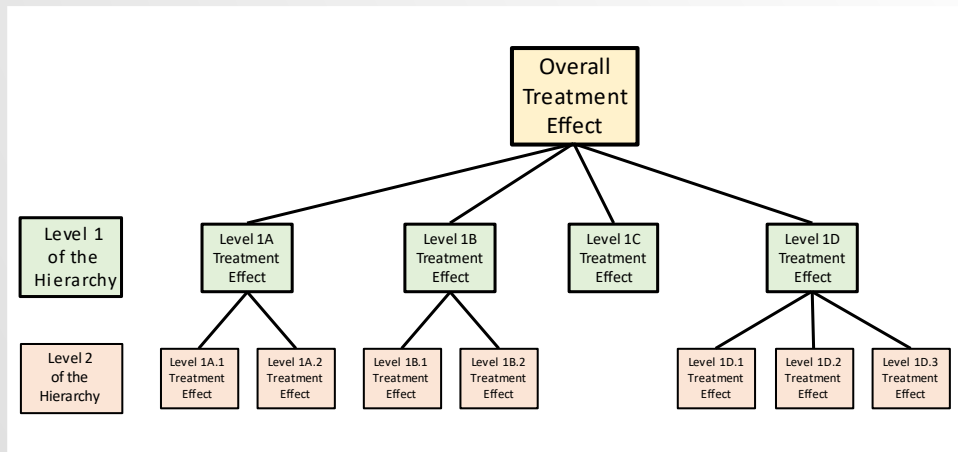 Overall
Treatment
Effect
Level 1
of the
Hierarchy
Level 1A
Treatment
Effect
Level 1B
Treatment
Effect
Level 1C
Treatment
Effect
Level 1D
Treatment
Effect
Level 2
of the
Hierarchy
Level 1A.1
Treatment
Effect
Level 1A.2
Treatment
Effect
Level 1B.1
Treatment
Effect
Level 1B.2
Treatment
Effect
Level 1D.1
Treatment
Effect
Level 1D.2
Treatment
Effect
Level 1D.3
Treatment
Effect